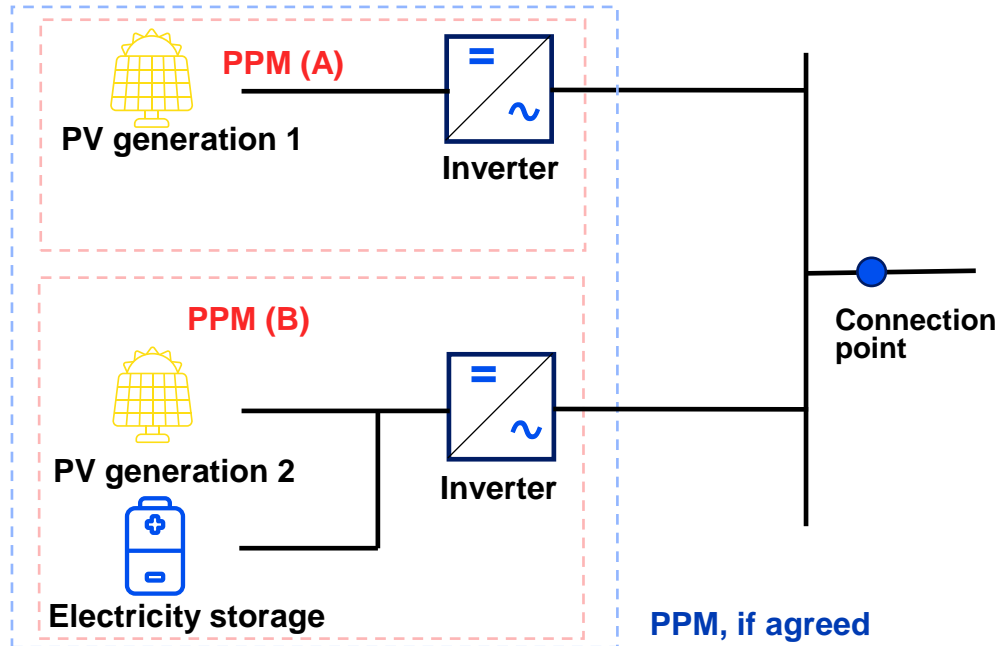 PPM (A)
PV generation 1
Inverter
PPM (B)
Connection
point
PV generation 2
Inverter
Electricity storage
PPM, if agreed